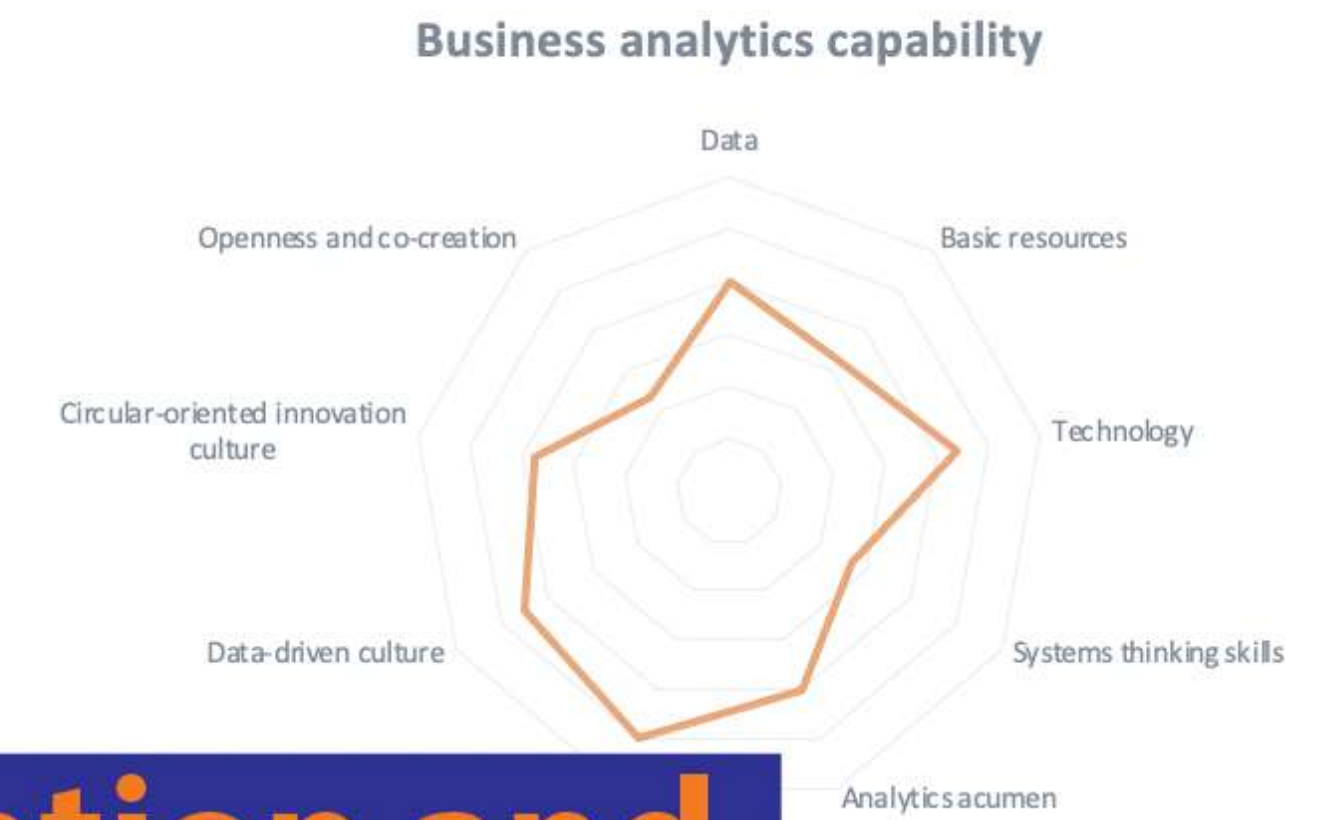 Business analytics capability
Data
Openness and co-creation
Basic resources
Circular-oriented innovation
culture
Technology
Data-driven culture
Systems thinking skills
Analytics acumen
and